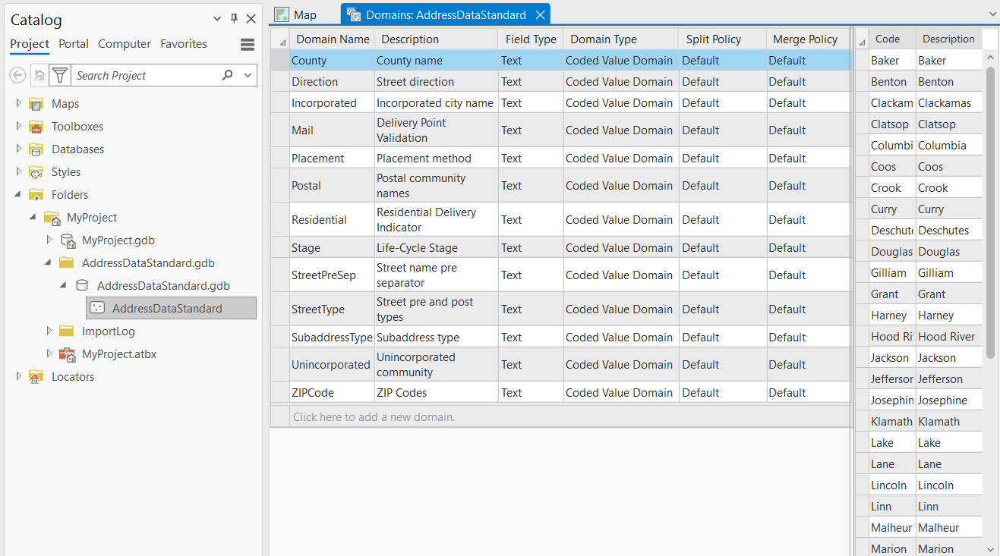 Catalog
Project Portal Computer Favorites
Search Project
Maps
Toolboxes
Databases
Styles
Folders
MyProject
MyProject.gdb
AddressDataStandard.gdb
AddressDataStandard.gdb
AddressDataStandard
ImportLog
MyProject.atbx
Locators
Map Domains: AddressDataStandard
Domain Name Description Field Type Domain Type Split Policy Merge Policy
County County name Text Coded Value Domain Default Default
Direction Street direction Text Coded Value Domain Default Default
Incorporated Incorporated city name Text Coded Value Domain Default Default
Mail Delivery Point Validation Text Coded Value Domain Default Default
Placement Placement method Text Coded Value Domain Default Default
Postal Postal community names Text Coded Value Domain Default Default
Residential Residential Delivery Indicator Text Coded Value Domain Default Default
Stage Life-Cycle Stage Text Coded Value Domain Default Default
StreetPreSep Street name pre separator Text Coded Value Domain Default Default
StreetType Street pre and post types Text Coded Value Domain Default Default
SubaddressType Subaddress type Text Coded Value Domain Default Default
Unincorporated Unincorporated community Text Coded Value Domain Default Default
ZIPCode ZIP Codes Text Coded Value Domain Default Default
Click here to add a new domain.
Code Description
Baker Baker
Benton Benton
Clackam Clackamas
Clatsop Clatsop
Columbi Columbia
Coos Coos
Crook Crook
Curry Curry
Deschute Deschutes
Douglas Douglas
Gilliam Gilliam
Grant Grant
Harney Harney
Hood Ri Hood River
Jackson Jackson
Jefferson Jefferson
Josephin Josephine
Klamath Klamath
Lake Lake
Lane Lane
Lincoln Lincoln
Linn Linn
Malheur Malheur
Marion Marion